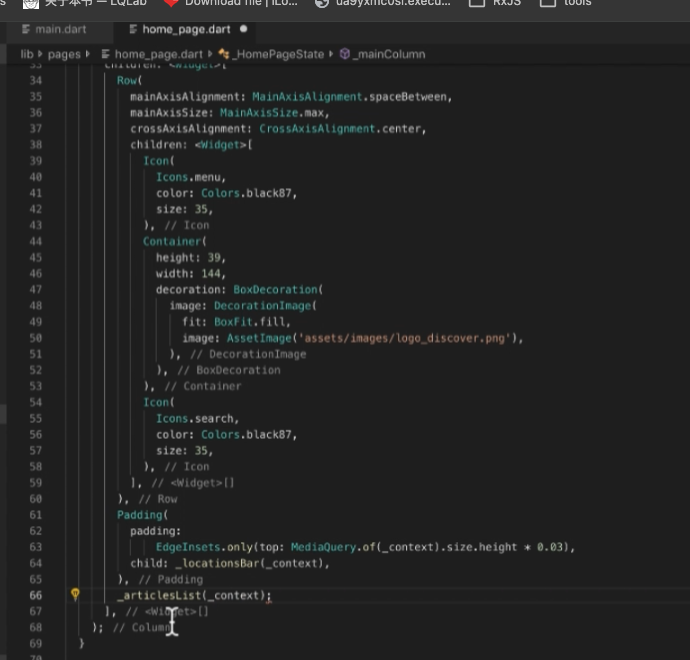 Download file | iLo...
ua9yxmc0sf.execu...
RxJS
tools
main.dart
home_page.dart
lib › pages › home_page.dart › _HomePageState › _mainColumn
33 children: <Widget>[
34 Row(
35 mainAxisAlignment: MainAxisAlignment.spaceBetween,
36 mainAxisSize: MainAxisSize.max,
37 crossAxisAlignment: CrossAxisAlignment.center,
38 children: <Widget>[
39 Icon(
40 Icons.menu,
41 color: Colors.black87,
42 size: 35,
43 ), // Icon
44 Container(
45 height: 39,
46 width: 144,
47 decoration: BoxDecoration(
48 image: DecorationImage(
49 fit: BoxFit.fill,
50 image: AssetImage('assets/images/logo_discover.png'),
51 ), // DecorationImage
52 ), // BoxDecoration
53 ), // Container
54 Icon(
55 Icons.search,
56 color: Colors.black87,
57 size: 35,
58 ), // Icon
59 ], // <Widget>[]
60 ), // Row
61 Padding(
62 padding:
63 EdgeInsets.only(top: MediaQuery.of(_context).size.height * 0.03),
64 child: _locationsBar(_context),
65 ), // Padding
66 _articlesList(_context);
67 ], // <Widget>[]
68 ); // Column
69 }
70